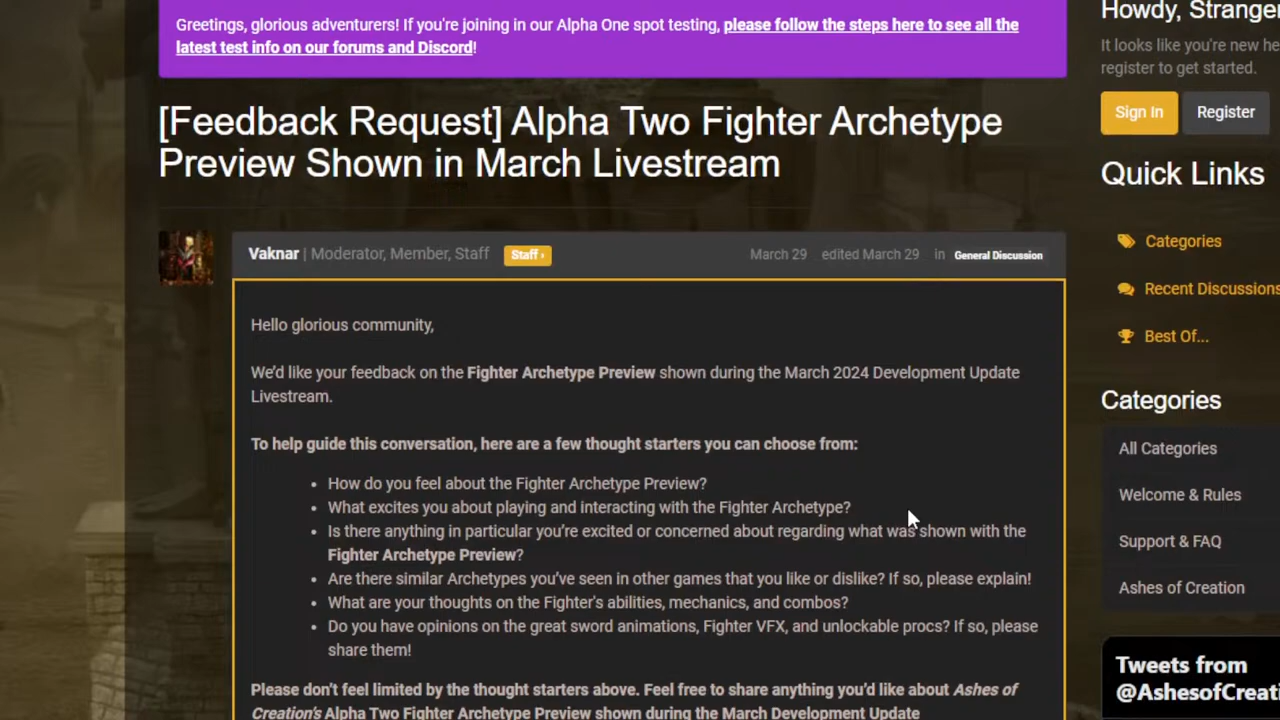 Greetings, glorious adventurers! If you're joining in our Alpha One spot testing, please follow the steps here to see all the
latest test info on our forums and Discord!
[Feedback Request] Alpha Two Fighter Archetype
Preview Shown in March Livestream
Vaknar | Moderator, Member, Staff Staff › March 29 edited March 29 in General Discussion
Hello glorious community,
We'd like your feedback on the Fighter Archetype Preview shown during the March 2024 Development Update
Livestream.
To help guide this conversation, here are a few thought starters you can choose from:
• How do you feel about the Fighter Archetype Preview?
• What excites you about playing and interacting with the Fighter Archetype?
• Is there anything in particular you're excited or concerned about regarding what was shown with the
Fighter Archetype Preview?
• Are there similar Archetypes you've seen in other games that you like or dislike? If so, please explain!
• What are your thoughts on the Fighter's abilities, mechanics, and combos?
• Do you have opinions on the great sword animations, Fighter VFX, and unlockable procs? If so, please
share them!
Please don't feel limited by the thought starters above. Feel free to share anything you'd like about Ashes of
Creation's Alpha Two Fighter Archetype Preview shown during the March Development Update
Howdy, Stranger
It looks like you're new he
register to get started.
Sign In Register
Quick Links
Categories
Recent Discussions
Best Of...
Categories
All Categories
Welcome & Rules
Support & FAQ
Ashes of Creation
Tweets from
@AshesofCreati